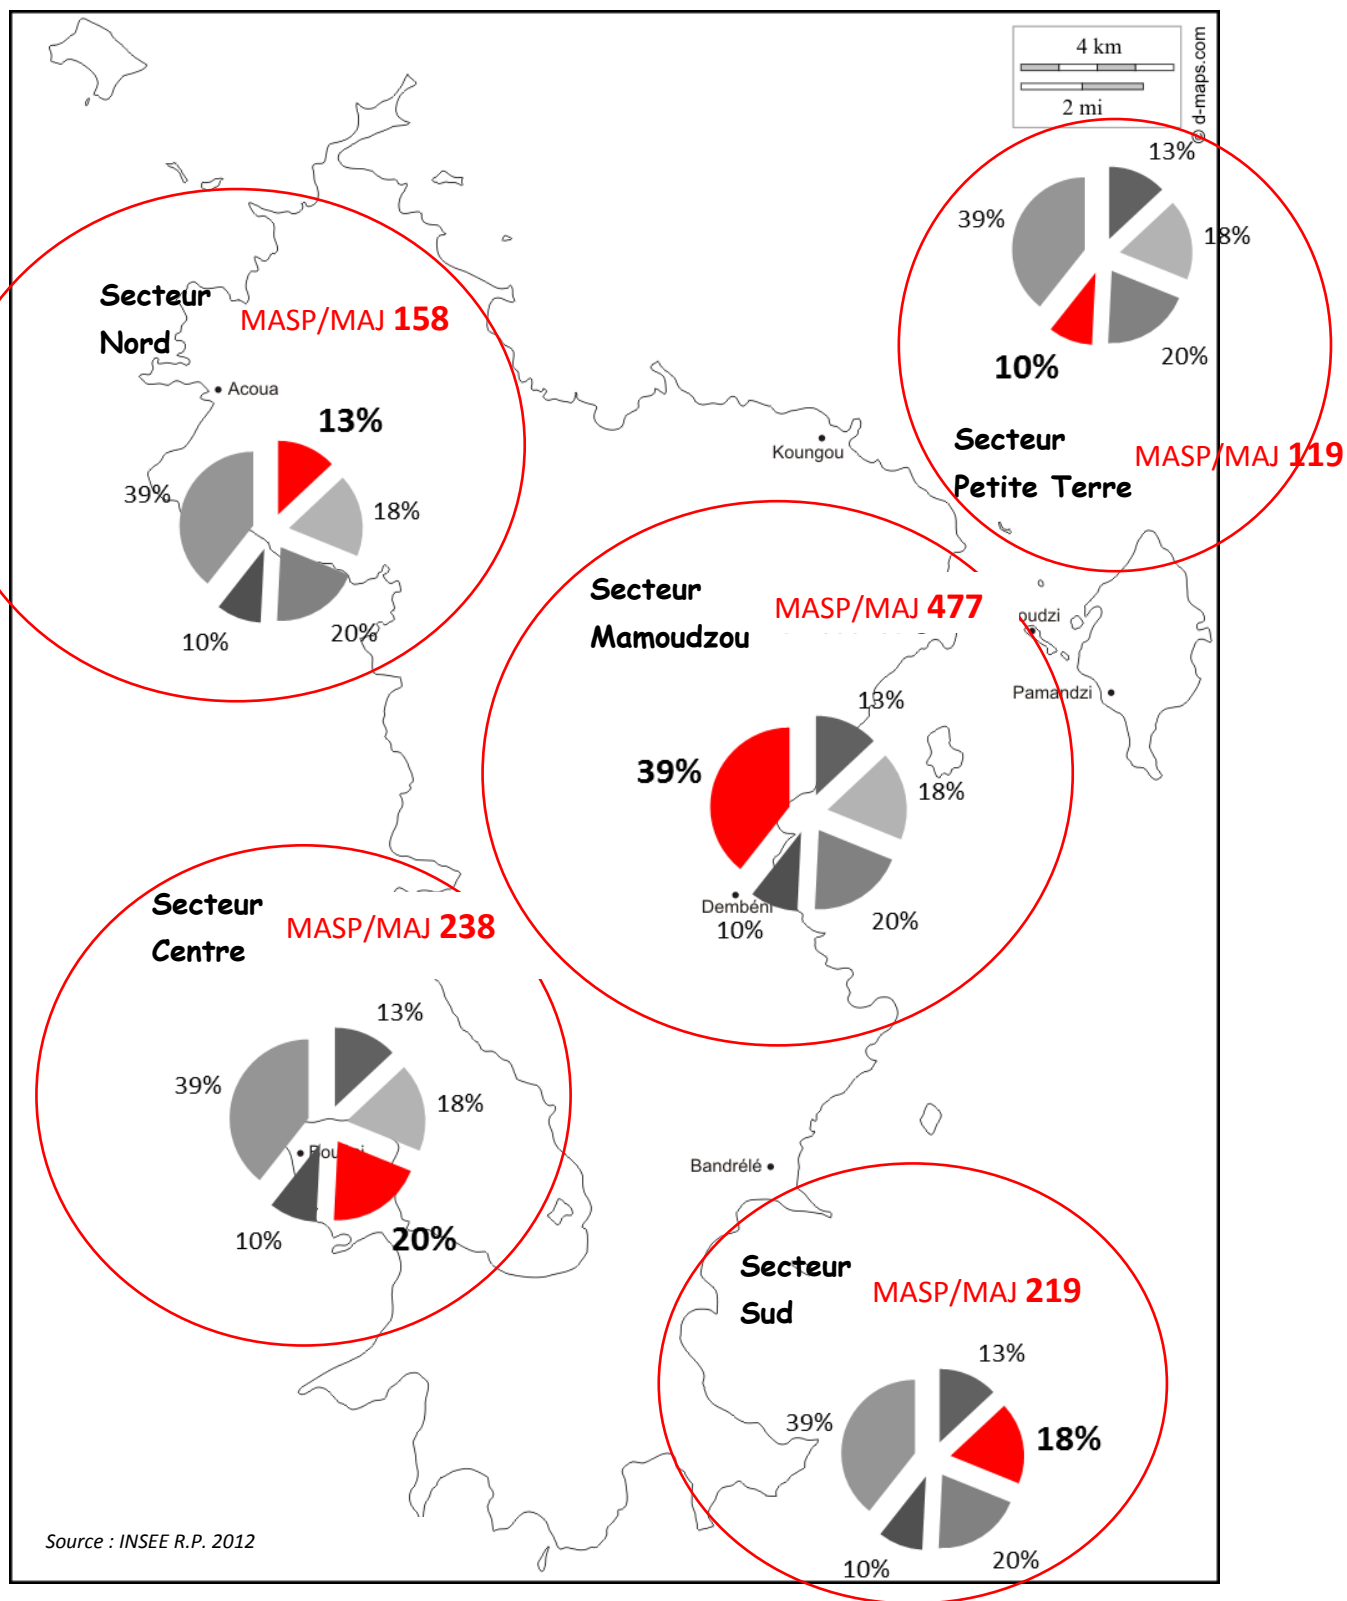 4 km
2 mi
© d-maps.com
13%
39%
18%
20%
10%
Secteur
Petite Terre
MASP/MAJ 119
Secteur
Nord
MASP/MAJ 158
Acoua
13%
39%
18%
10%
20%
Koungou
Secteur
Mamoudzou
MASP/MAJ 477
oudzi
Pamandzi
13%
39%
18%
Dembéni
10%
20%
Secteur
Centre
MASP/MAJ 238
13%
39%
18%
10%
20%
Bandrélé
Secteur
Sud
MASP/MAJ 219
13%
39%
18%
10%
20%
Source : INSEE R.P. 2012